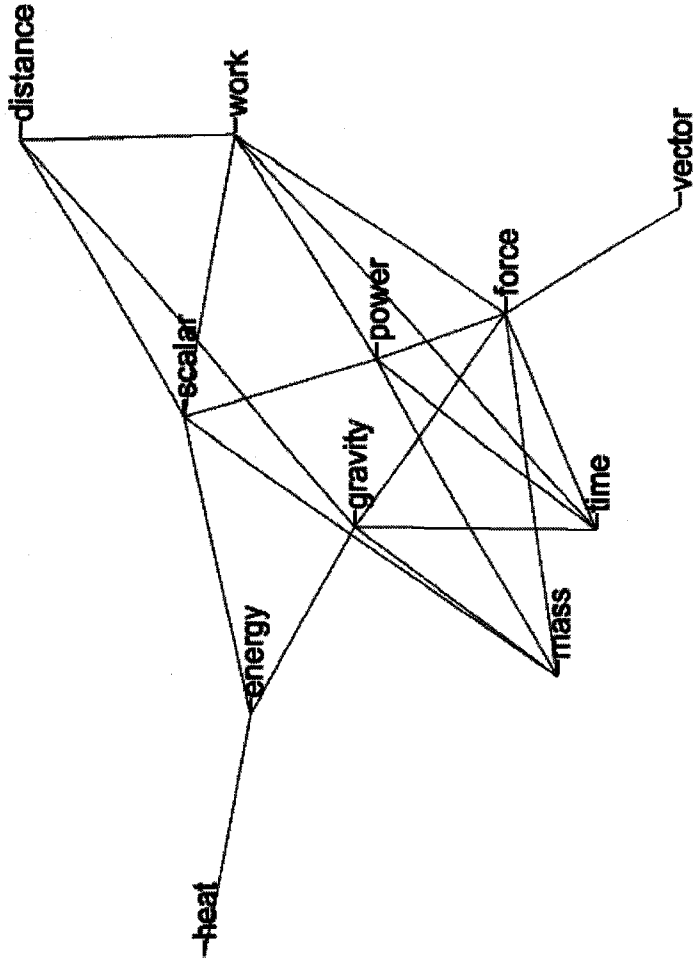 distance
work
vector
force
power
scalar
gravity
time
mass
energy
heat